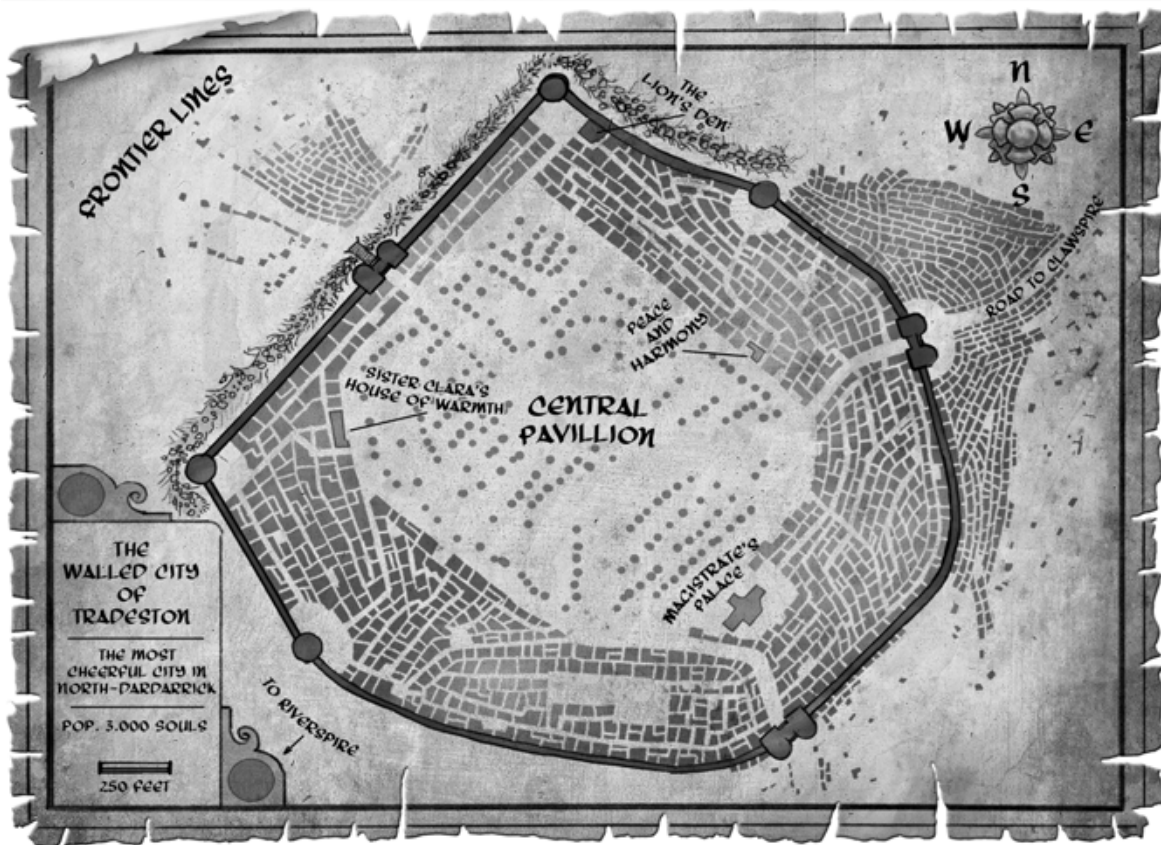 FRONTIER LINES
THE
LION'S DEN
N
W
E
S
ROAD TO CLAWSPIRE
PEACE
AND
HARMONY
SISTER CLARA'S
HOUSE OF WARMTH
CENTRAL
PAVILLION
MAGISTRATE'S
PALACE
THE
WALLED CITY
OF
TRADESTON
THE MOST
CHEERFUL CITY IN
NORTH-DARDARRICK
POP. 3.000 SOULS
250 FEET
TO RIVERSPIRE